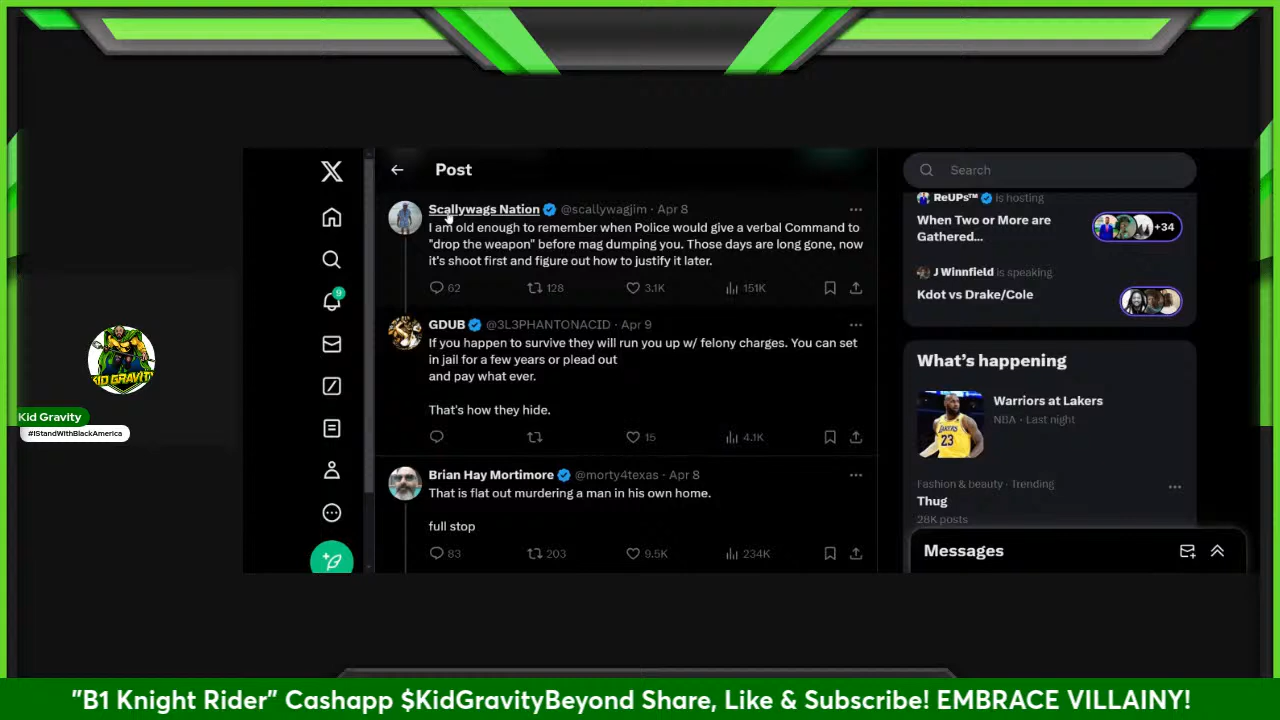 Post
Search
Scallywags Nation @scallywagjim · Apr 8
I am old enough to remember when Police would give a verbal Command to
"drop the weapon" before mag dumping you. Those days are long gone, now
it's shoot first and figure out how to justify it later.
62 128 3.1K 151K
GDUB @3L3PHANTONACID · Apr 9
If you happen to survive they will run you up w/ felony charges. You can set
in jail for a few years or plead out
and pay what ever.
That's how they hide.
15 4.1K
Brian Hay Mortimore @morty4texas · Apr 8
That is flat out murdering a man in his own home.
full stop
83 203 9.5K 234K
ReUPs™ is hosting
When Two or More are
Gathered...
+34
J Winnfield is speaking
Kdot vs Drake/Cole
What's happening
Warriors at Lakers
NBA · Last night
LAKERS
23
Fashion & beauty · Trending
Thug
28K posts
Messages
9
KID GRAVITY
Kid Gravity
#IStandWithBlackAmerica
"B1 Knight Rider" Cashapp $KidGravityBeyond Share, Like & Subscribe! EMBRACE VILLAINY!